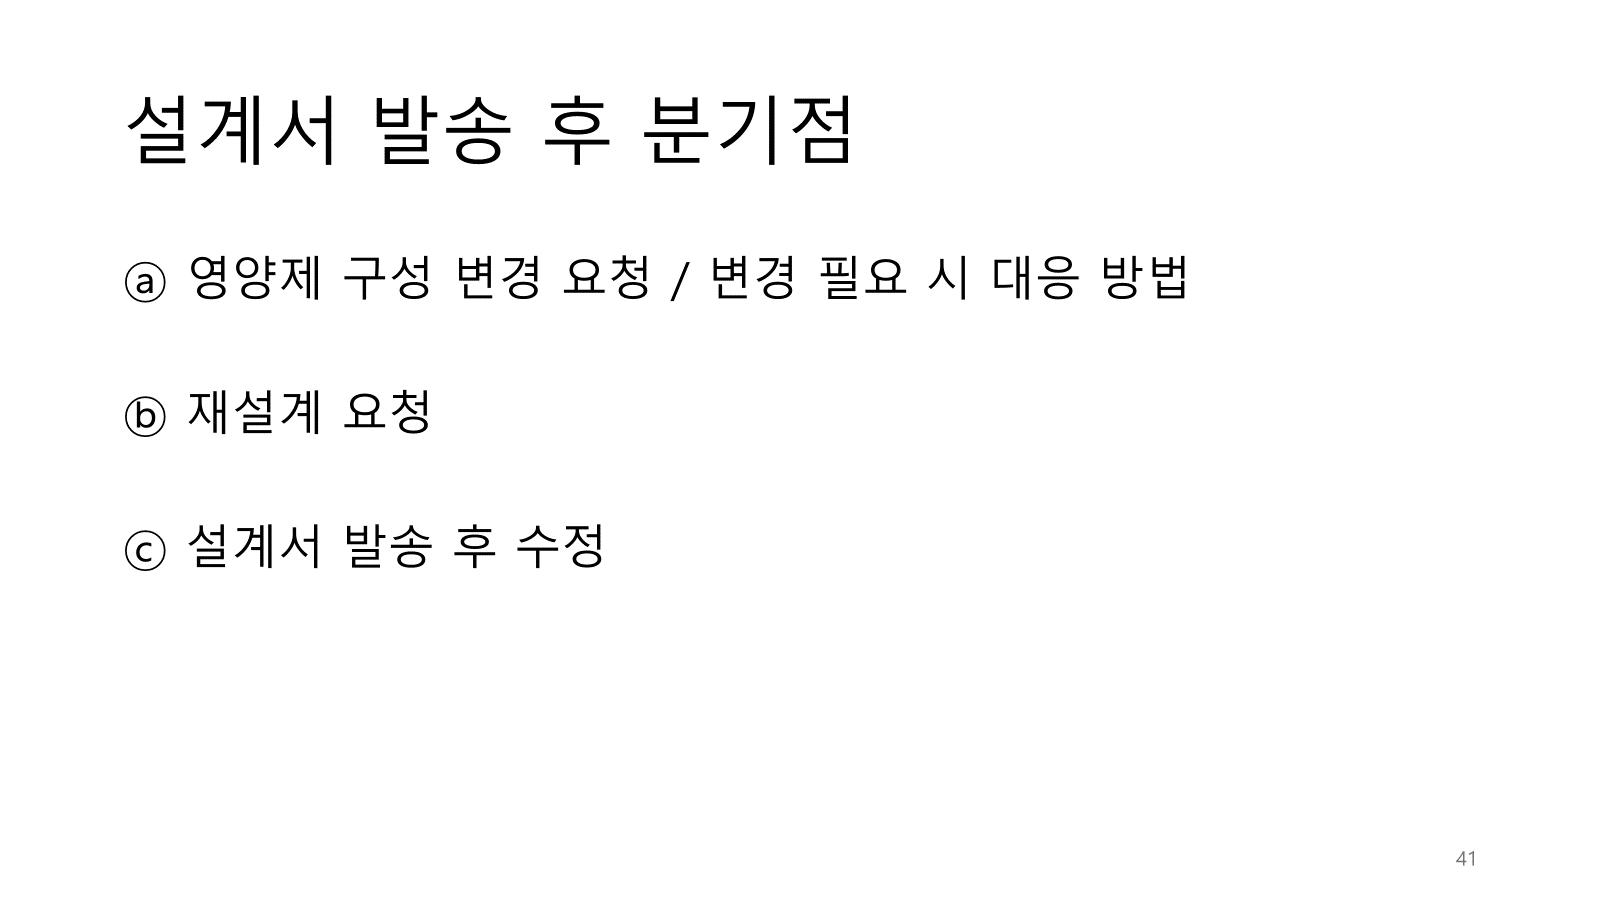 설계서 발송 후 분기점
ⓐ 영양제 구성 변경 요청 / 변경 필요 시 대응 방법
ⓑ 재설계 요청
ⓒ 설계서 발송 후 수정
41